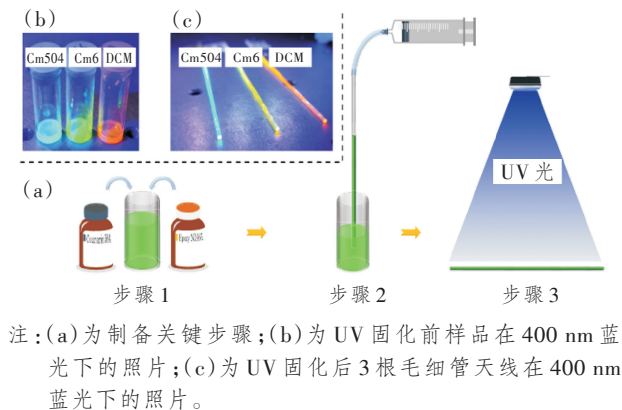 (b)
(c)
Cm504 Cm6 DCM
Cm504 Cm6 DCM
(a)
UV 光
步骤 1
步骤 2
步骤 3
注:(a)为制备关键步骤;(b)为 UV 固化前样品在 400 nm 蓝
光下的照片;(c)为 UV 固化后 3 根毛细管天线在 400 nm
蓝光下的照片。